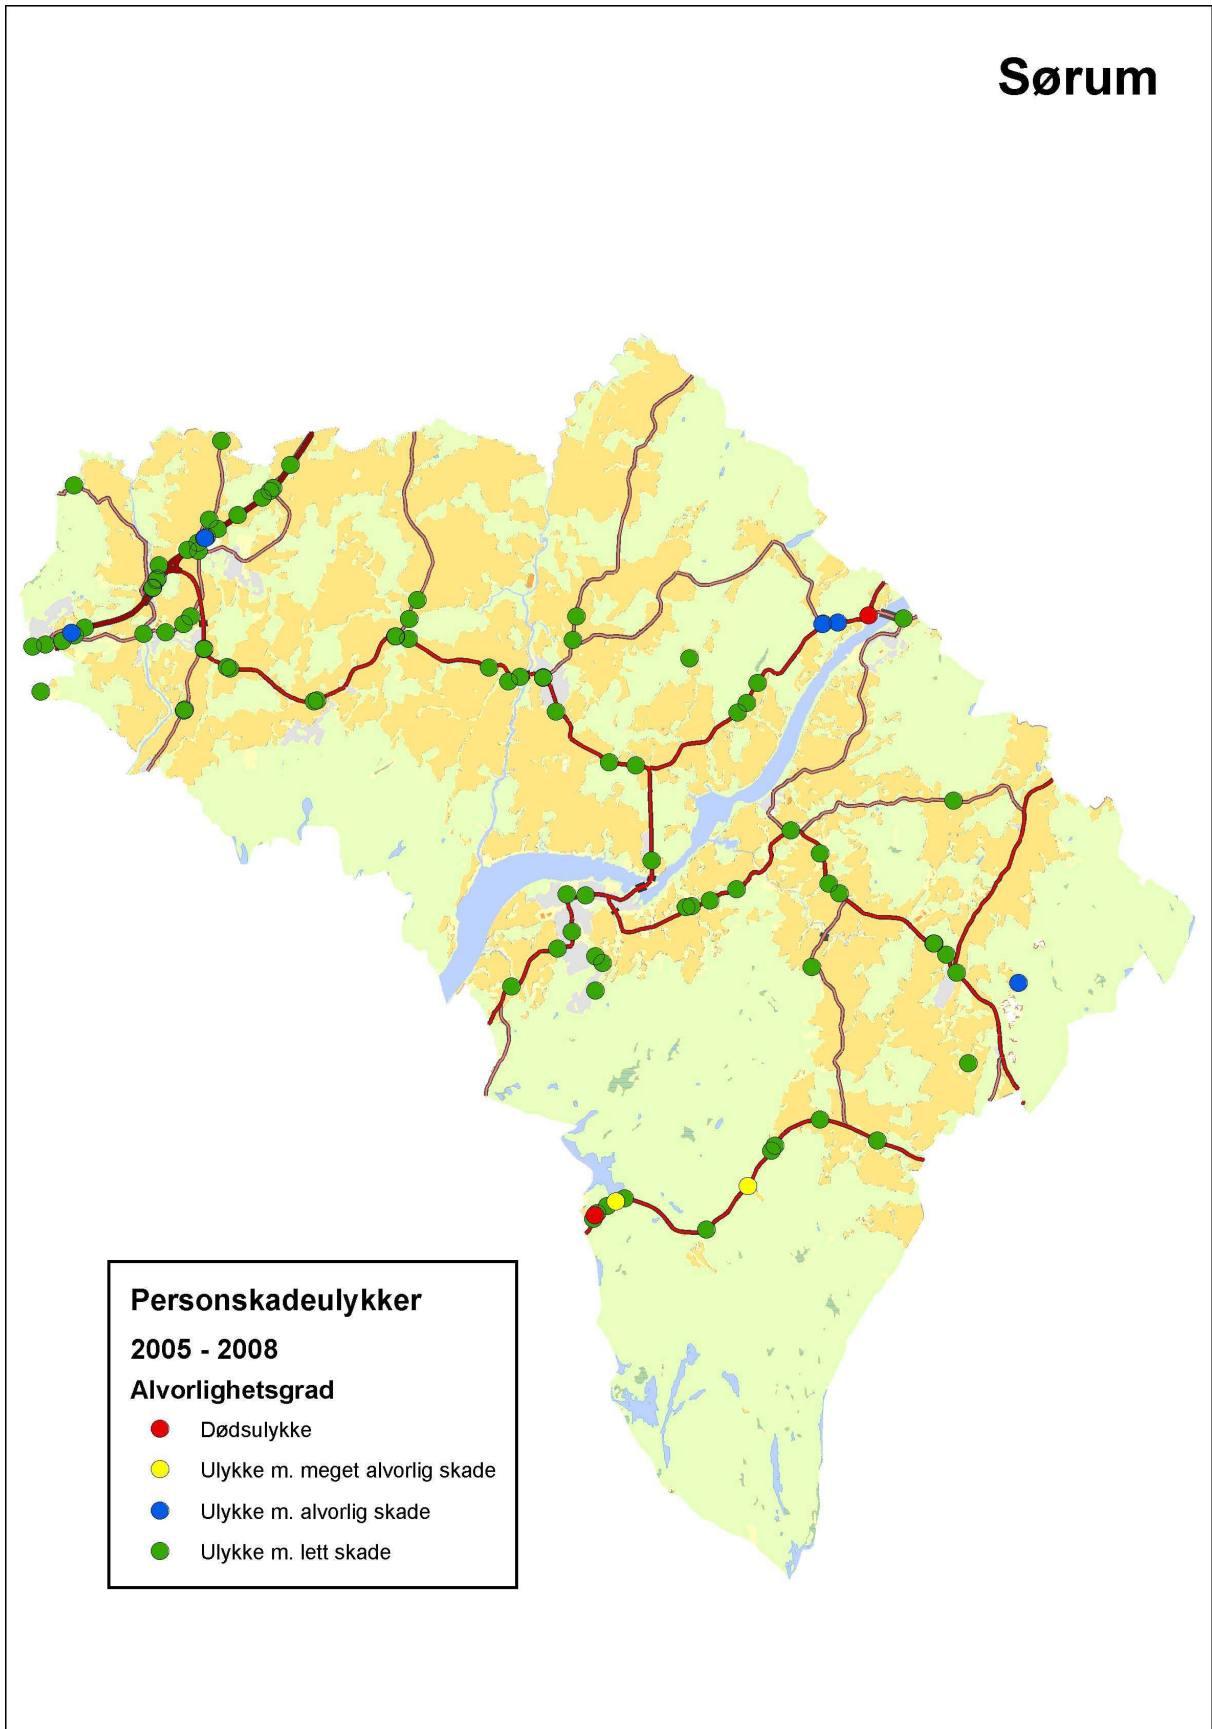 Sørum
Personskadeulykker
2005 - 2008
Alvorlighetsgrad
Dødsulykke
Ulykke m. meget alvorlig skade
Ulykke m. alvorlig skade
Ulykke m. lett skade